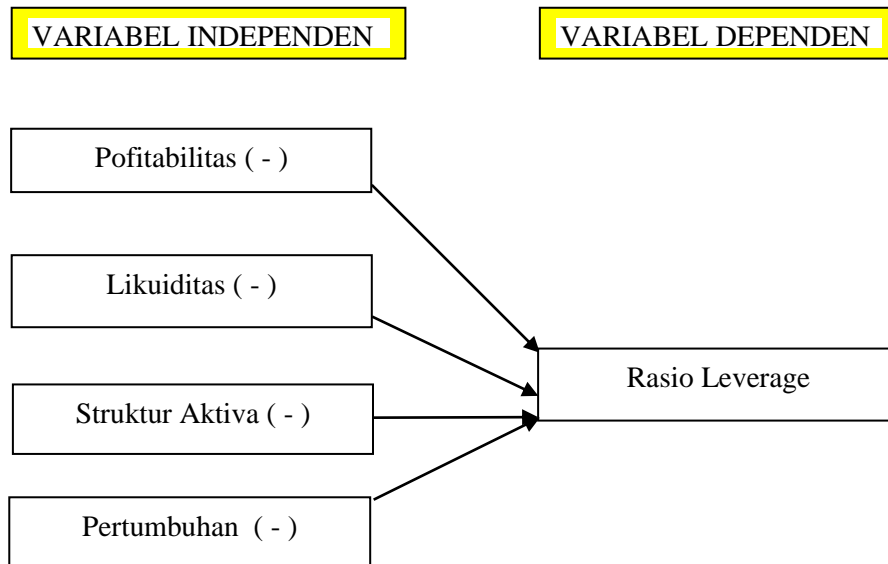 VARIABEL INDEPENDEN
VARIABEL DEPENDEN
Pofitabilitas ( - )
Likuiditas ( - )
Rasio Leverage
Struktur Aktiva ( - )
Pertumbuhan ( - )